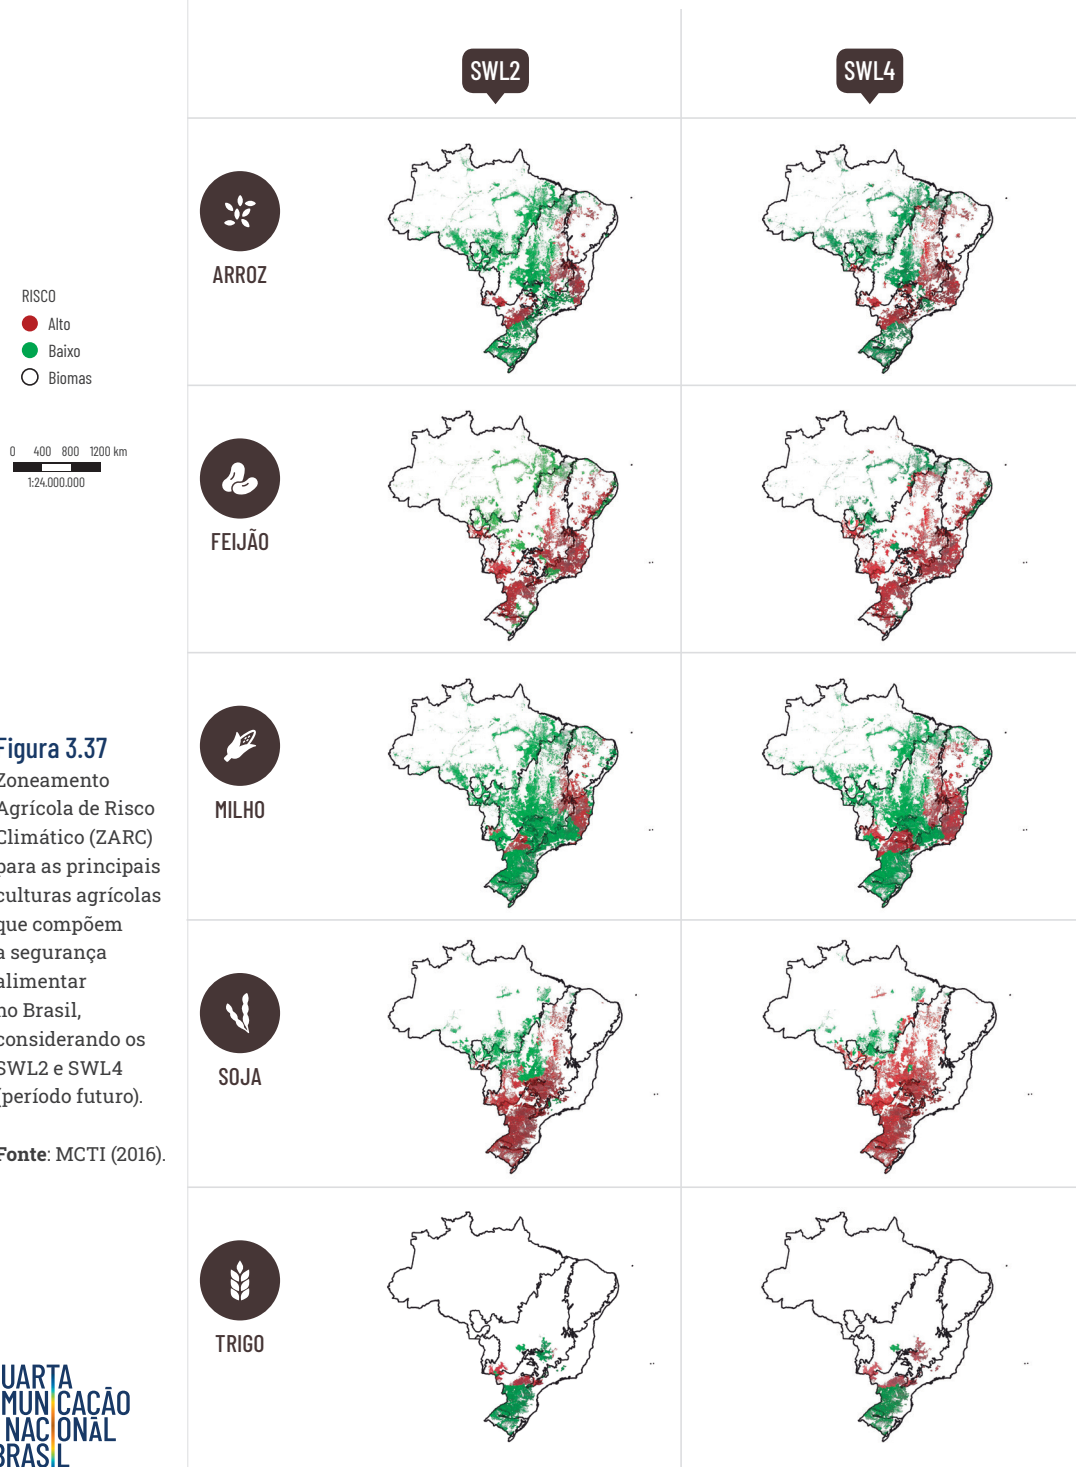 SWL2
SWL4
ARROZ
RISCO
Alto
Baixo
Biomas
0 400 800 1200 km
1:24.000.000
FEIJÃO
MILHO
Figura 3.37
Zoneamento
Agrícola de Risco
Climático (ZARC)
para as principais
culturas agrícolas
que compõem
a segurança
alimentar
no Brasil,
considerando os
SWL2 e SWL4
(período futuro).
Fonte: MCTI (2016).
SOJA
TRIGO
UARTA
MUNICAÇÃO
NACIONAL
BRASIL